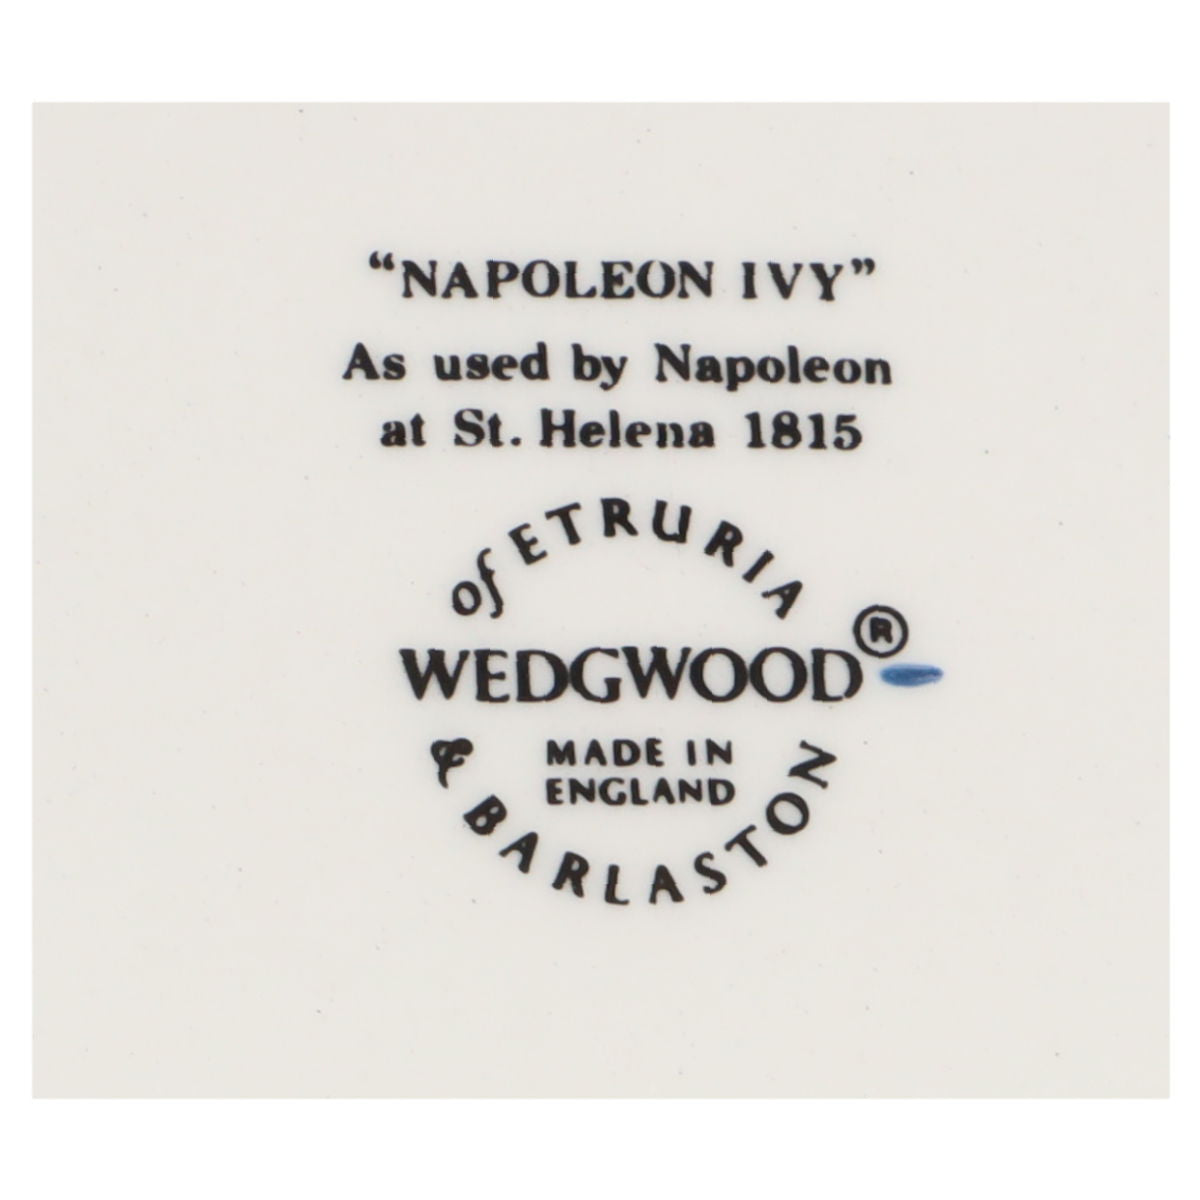 “NAPOLEON IVY”
As used by Napoleon
at St. Helena 1815
of ETRURIA
WEDGWOOD®
MADE IN
ENGLAND
& BARLASTON